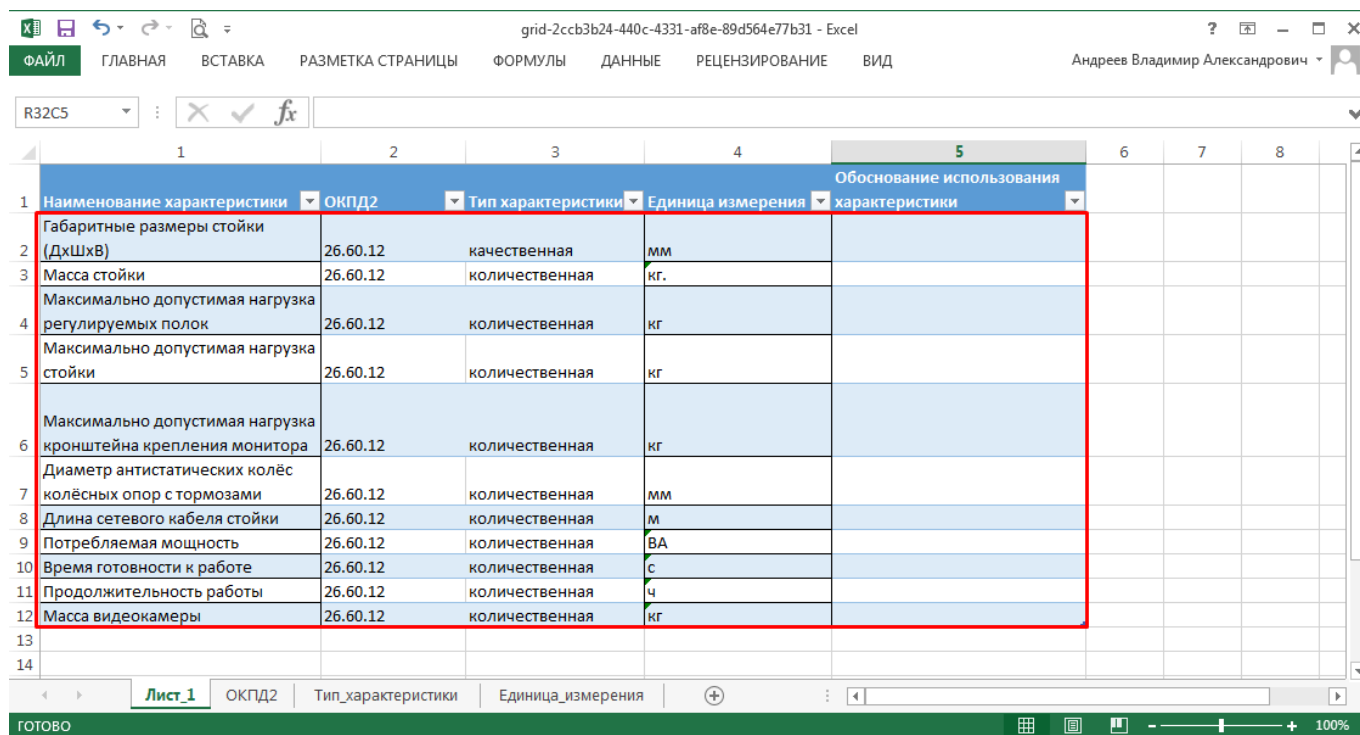 grid-2ccb3b24-440c-4331-af8e-89d564e77b31 - Excel
ФАЙЛ ГЛАВНАЯ ВСТАВКА РАЗМЕТКА СТРАНИЦЫ ФОРМУЛЫ ДАННЫЕ РЕЦЕНЗИРОВАНИЕ ВИД Андреев Владимир Александрович
R32C5 fx
1 2 3 4 5 6 7 8
Обоснование использования
1 Наименование характеристики ОКПД2 Тип характеристики Единица измерения характеристики
Габаритные размеры стойки
2 (ДхШхВ) 26.60.12 качественная мм
3 Масса стойки 26.60.12 количественная кг.
Максимально допустимая нагрузка
4 регулируемых полок 26.60.12 количественная кг
Максимально допустимая нагрузка
5 стойки 26.60.12 количественная кг
Максимально допустимая нагрузка
6 кронштейна крепления монитора 26.60.12 количественная кг
Диаметр антистатических колёс
7 колёсных опор с тормозами 26.60.12 количественная мм
8 Длина сетевого кабеля стойки 26.60.12 количественная м
9 Потребляемая мощность 26.60.12 количественная ВА
10 Время готовности к работе 26.60.12 количественная с
11 Продолжительность работы 26.60.12 количественная ч
12 Масса видеокамеры 26.60.12 количественная кг
13
14
Лист_1 ОКПД2 Тип_характеристики Единица_измерения
ГОТОВО 100%